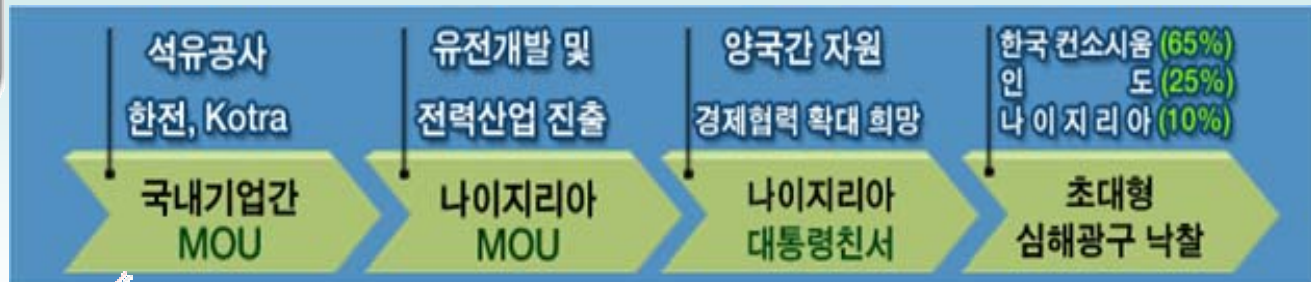 석유공사
한전, Kotra
국내기업간
MOU
유전개발 및
전력산업 진출
나이지리아
MOU
양국간 자원
경제협력 확대 희망
나이지리아
대통령친서
한국 컨소시움 (65%)
인 도 (25%)
나 이 지 리 아 (10%)
초대형
심해광구 낙찰